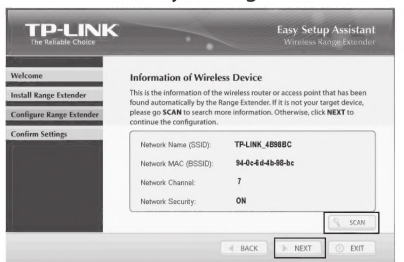 TP-LINK
The Reliable Choice
Easy Setup Assistant
Wireless Range Extender
Welcome
Install Range Extender
Configure Range Extender
Confirm Settings
Information of Wireless Device
This is the information of the wireless router or access point that has been
found automatically by the Range Extender. If it is not your target device,
please go SCAN to search more information. Otherwise, click NEXT to
continue the configuration.
Network Name (SSID): TP-LINK_4B98BC
Network MAC (BSSID): 94-0c-6d-4b-98-bc
Network Channel: 7
Network Security: ON
SCAN
BACK
NEXT
EXIT